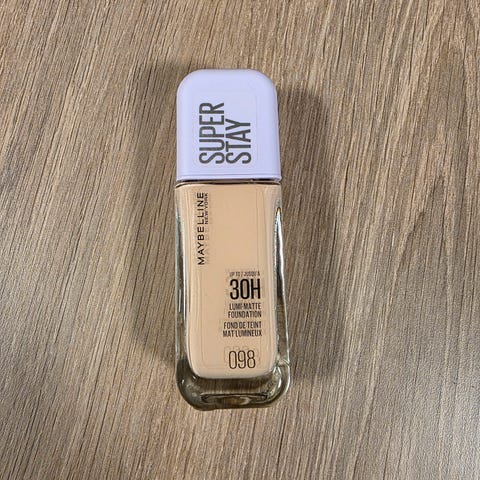 SUPER
STAY
MAYBELLINE
NEW YORK
UP TO / JUSQU'À
30H
LUMI-MATTE
FOUNDATION
FOND DE TEINT
MAT LUMINEUX
098